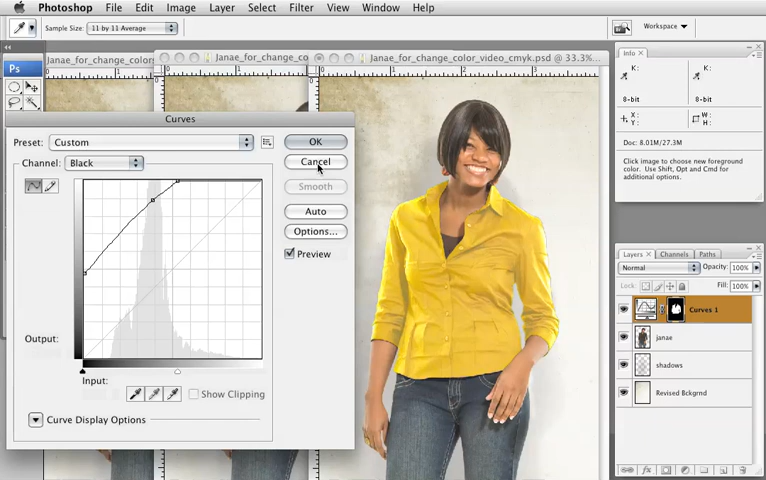 Photoshop File Edit Image Layer Select Filter Analysis View Window Help
Sample Size: 11 by 11 Average
Workspace
Janae_for_change_colors
Janae_for_change_co
Janae_for_change_color_video_cmyk.psd @ 33.3%...
Ps
Curves
Preset: Custom
OK
Channel: Black
Cancel
Smooth
Auto
Options...
Preview
Output:
Input:
Show Clipping
Curve Display Options
Info
K:
K:
8-bit
8-bit
X:
Y:
W:
H:
Doc: 8.01M/27.3M
Click image to choose new foreground
color. Use Shift, Opt and Cmd for
additional options.
Layers Channels Paths
Normal Opacity: 100%
Lock: Fill: 100%
Curves 1
janae
shadows
Revised Bckgrnd